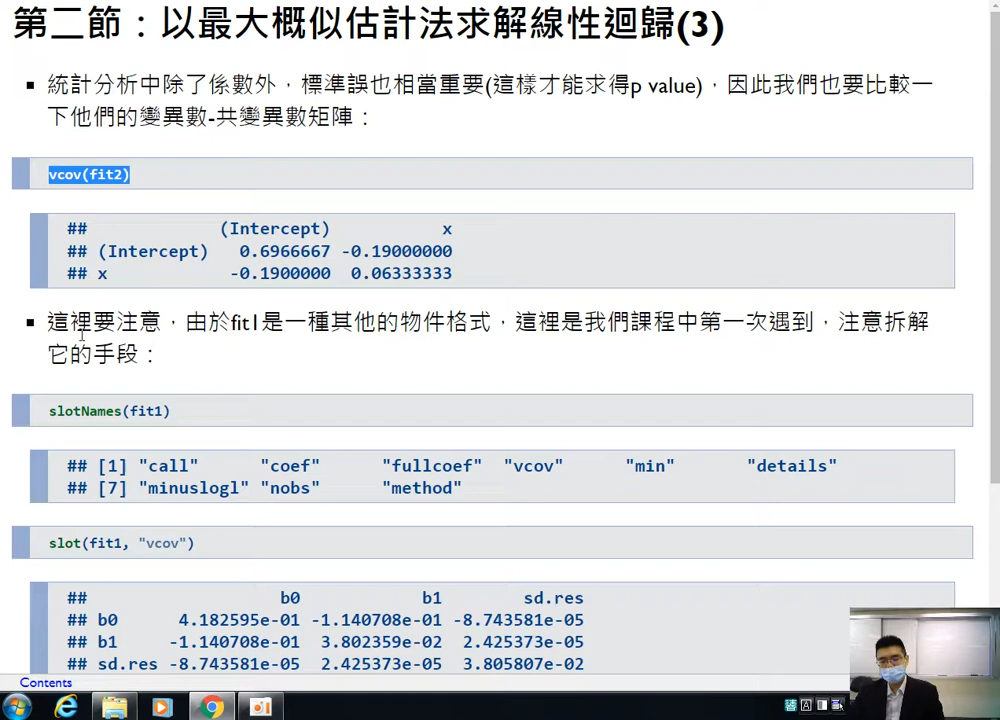 第二節：以最大概似估計法求解線性迴歸(3)
統計分析中除了係數外，標準誤也相當重要(這樣才能求得p value)，因此我們也要比較一
下他們的變異數-共變異數矩陣：
vcov(fit2)
## (Intercept) x
## (Intercept) 0.6966667 -0.19000000
## x -0.1900000 0.06333333
這裡要注意，由於fit1是一種其他的物件格式，這裡是我們課程中第一次遇到，注意拆解
它的手段：
slotNames(fit1)
## [1] "call" "coef" "fullcoef" "vcov" "min" "details"
## [7] "minuslogl" "nobs" "method"
slot(fit1, "vcov")
## b0 b1 sd.res
## b0 4.182595e-01 -1.140708e-01 -8.743581e-05
## b1 -1.140708e-01 3.802359e-02 2.425373e-05
## sd.res -8.743581e-05 2.425373e-05 3.805807e-02
Contents